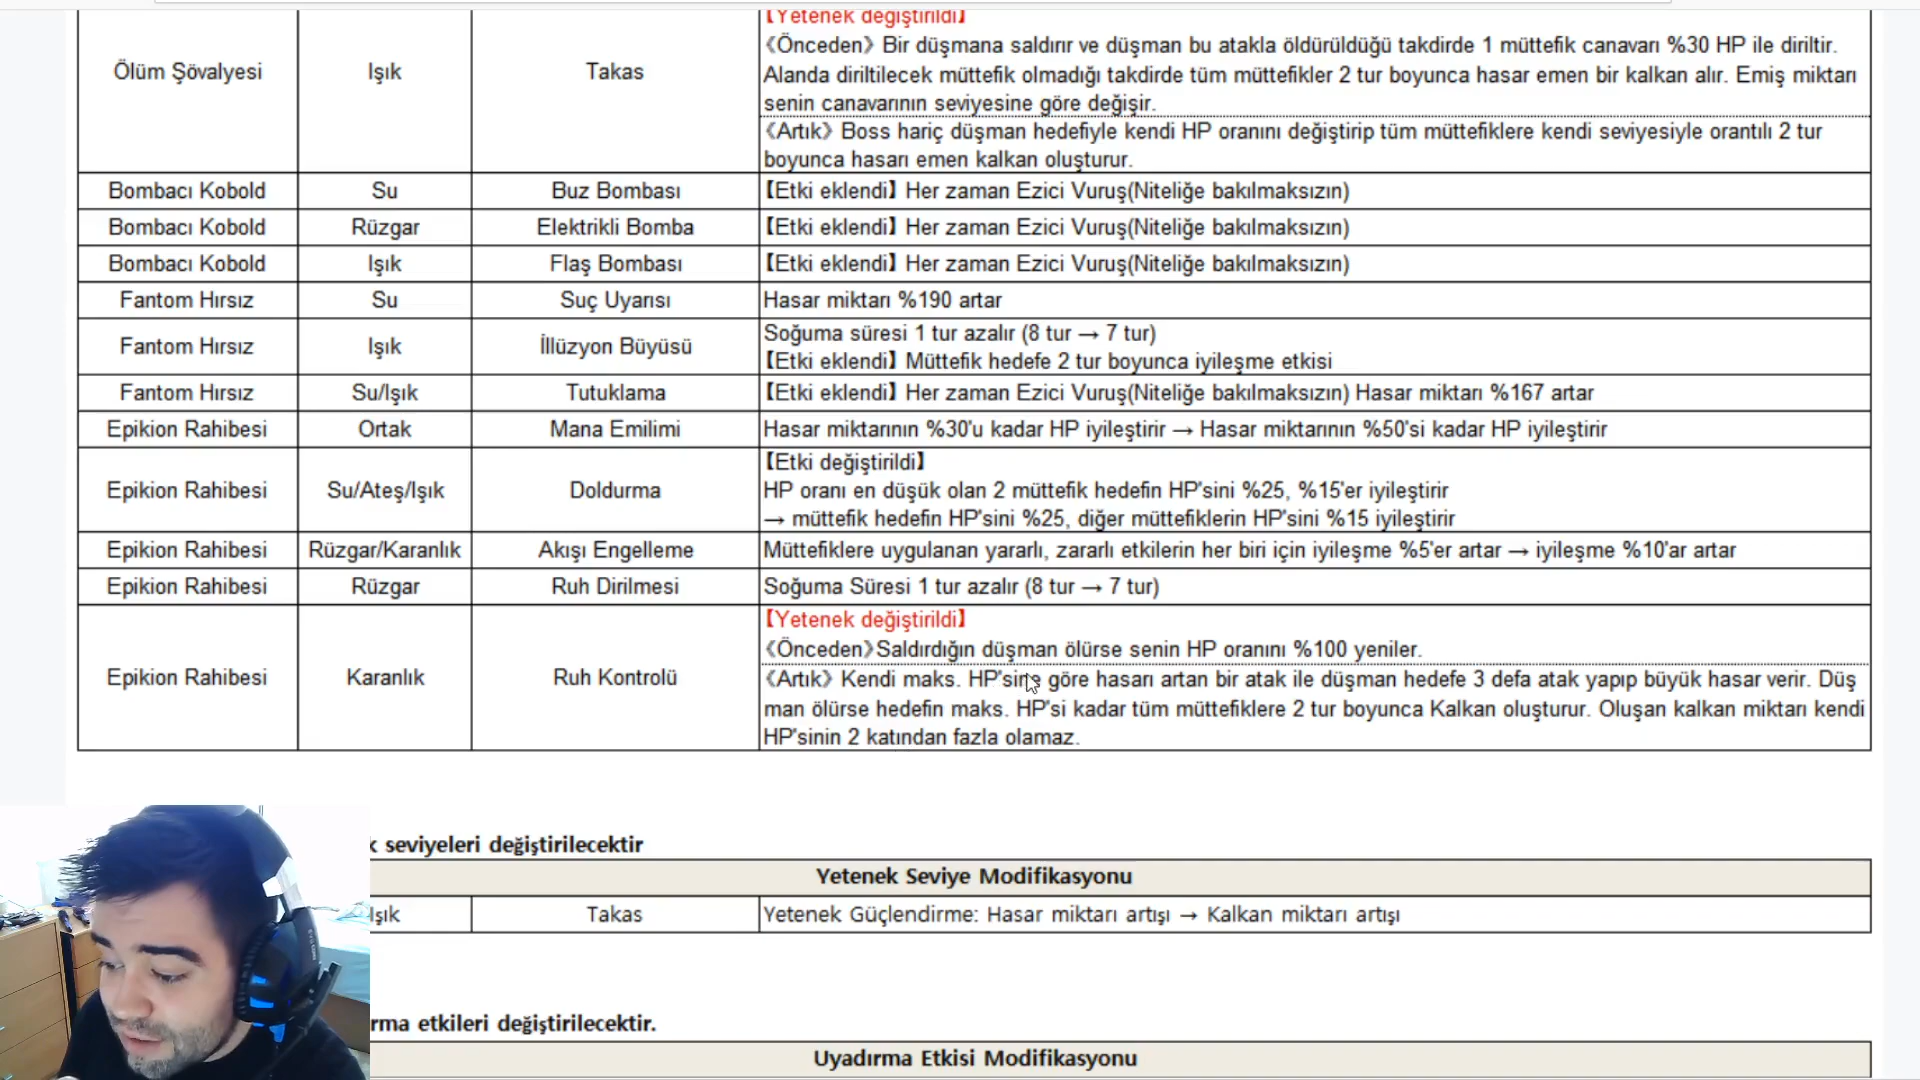 【Yetenek değiştirildi】
《Önceden》 Bir düşmana saldırır ve düşman bu atakla öldürüldüğü takdirde 1 müttefik canavarı %30 HP ile diriltir.
Ölüm Şövalyesi Işık Takas
Alanda diriltilecek müttefik olmadığı takdirde tüm müttefikler 2 tur boyunca hasar emen bir kalkan alır. Emiş miktarı
senin canavarının seviyesine göre değişir.
《Artık》 Boss hariç düşman hedefiyle kendi HP oranını değiştirip tüm müttefiklere kendi seviyesiyle orantılı 2 tur
boyunca hasarı emen kalkan oluşturur.
Bombacı Kobold Su Buz Bombası 【Etki eklendi】 Her zaman Ezici Vuruş(Niteliğe bakılmaksızın)
Bombacı Kobold Rüzgar Elektrikli Bomba 【Etki eklendi】 Her zaman Ezici Vuruş(Niteliğe bakılmaksızın)
Bombacı Kobold Işık Flaş Bombası 【Etki eklendi】 Her zaman Ezici Vuruş(Niteliğe bakılmaksızın)
Fantom Hırsız Su Suç Uyarısı Hasar miktarı %190 artar
Fantom Hırsız Işık İllüzyon Büyüsü Soğuma süresi 1 tur azalır (8 tur → 7 tur)
【Etki eklendi】 Müttefik hedefe 2 tur boyunca iyileşme etkisi
Fantom Hırsız Su/Işık Tutuklama 【Etki eklendi】 Her zaman Ezici Vuruş(Niteliğe bakılmaksızın) Hasar miktarı %167 artar
Epikion Rahibesi Ortak Mana Emilimi Hasar miktarının %30'u kadar HP iyileştirir → Hasar miktarının %50'si kadar HP iyileştirir
【Etki değiştirildi】
Epikion Rahibesi Su/Ateş/Işık Doldurma HP oranı en düşük olan 2 müttefik hedefin HP'sini %25, %15'er iyileştirir
→ müttefik hedefin HP'sini %25, diğer müttefiklerin HP'sini %15 iyileştirir
Epikion Rahibesi Rüzgar/Karanlık Akışı Engelleme Müttefiklere uygulanan yararlı, zararlı etkilerin her biri için iyileşme %5'er artar → iyileşme %10'ar artar
Epikion Rahibesi Rüzgar Ruh Dirilmesi Soğuma Süresi 1 tur azalır (8 tur → 7 tur)
【Yetenek değiştirildi】
《Önceden》Saldırdığın düşman ölürse senin HP oranını %100 yeniler.
Epikion Rahibesi Karanlık Ruh Kontrolü 《Artık》 Kendi maks. HP'sine göre hasarı artan bir atak ile düşman hedefe 3 defa atak yapıp büyük hasar verir. Düş
man ölürse hedefin maks. HP'si kadar tüm müttefiklere 2 tur boyunca Kalkan oluşturur. Oluşan kalkan miktarı kendi
HP'sinin 2 katından fazla olamaz.
k seviyeleri değiştirilecektir
Yetenek Seviye Modifikasyonu
Işık Takas Yetenek Güçlendirme: Hasar miktarı artışı → Kalkan miktarı artışı
rma etkileri değiştirilecektir.
Uyadırma Etkisi Modifikasyonu